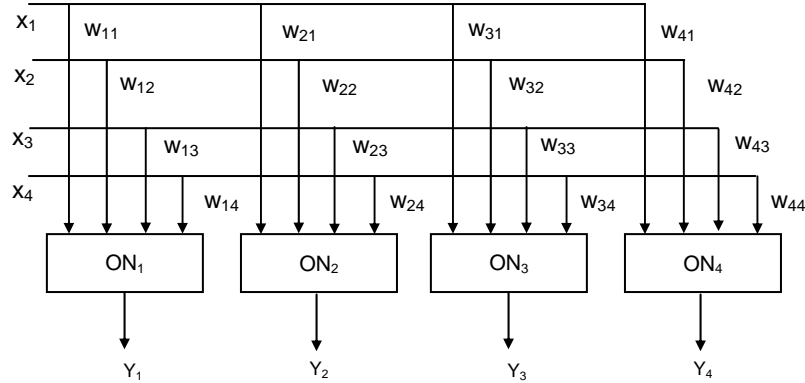 x₁ w₁₁ w₂₁ w₃₁ w₄₁
x₂ w₁₂ w₂₂ w₃₂ w₄₂
x₃ w₁₃ w₂₃ w₃₃ w₄₃
x₄ w₁₄ w₂₄ w₃₄ w₄₄
ON₁ ON₂ ON₃ ON₄
Y₁ Y₂ Y₃ Y₄